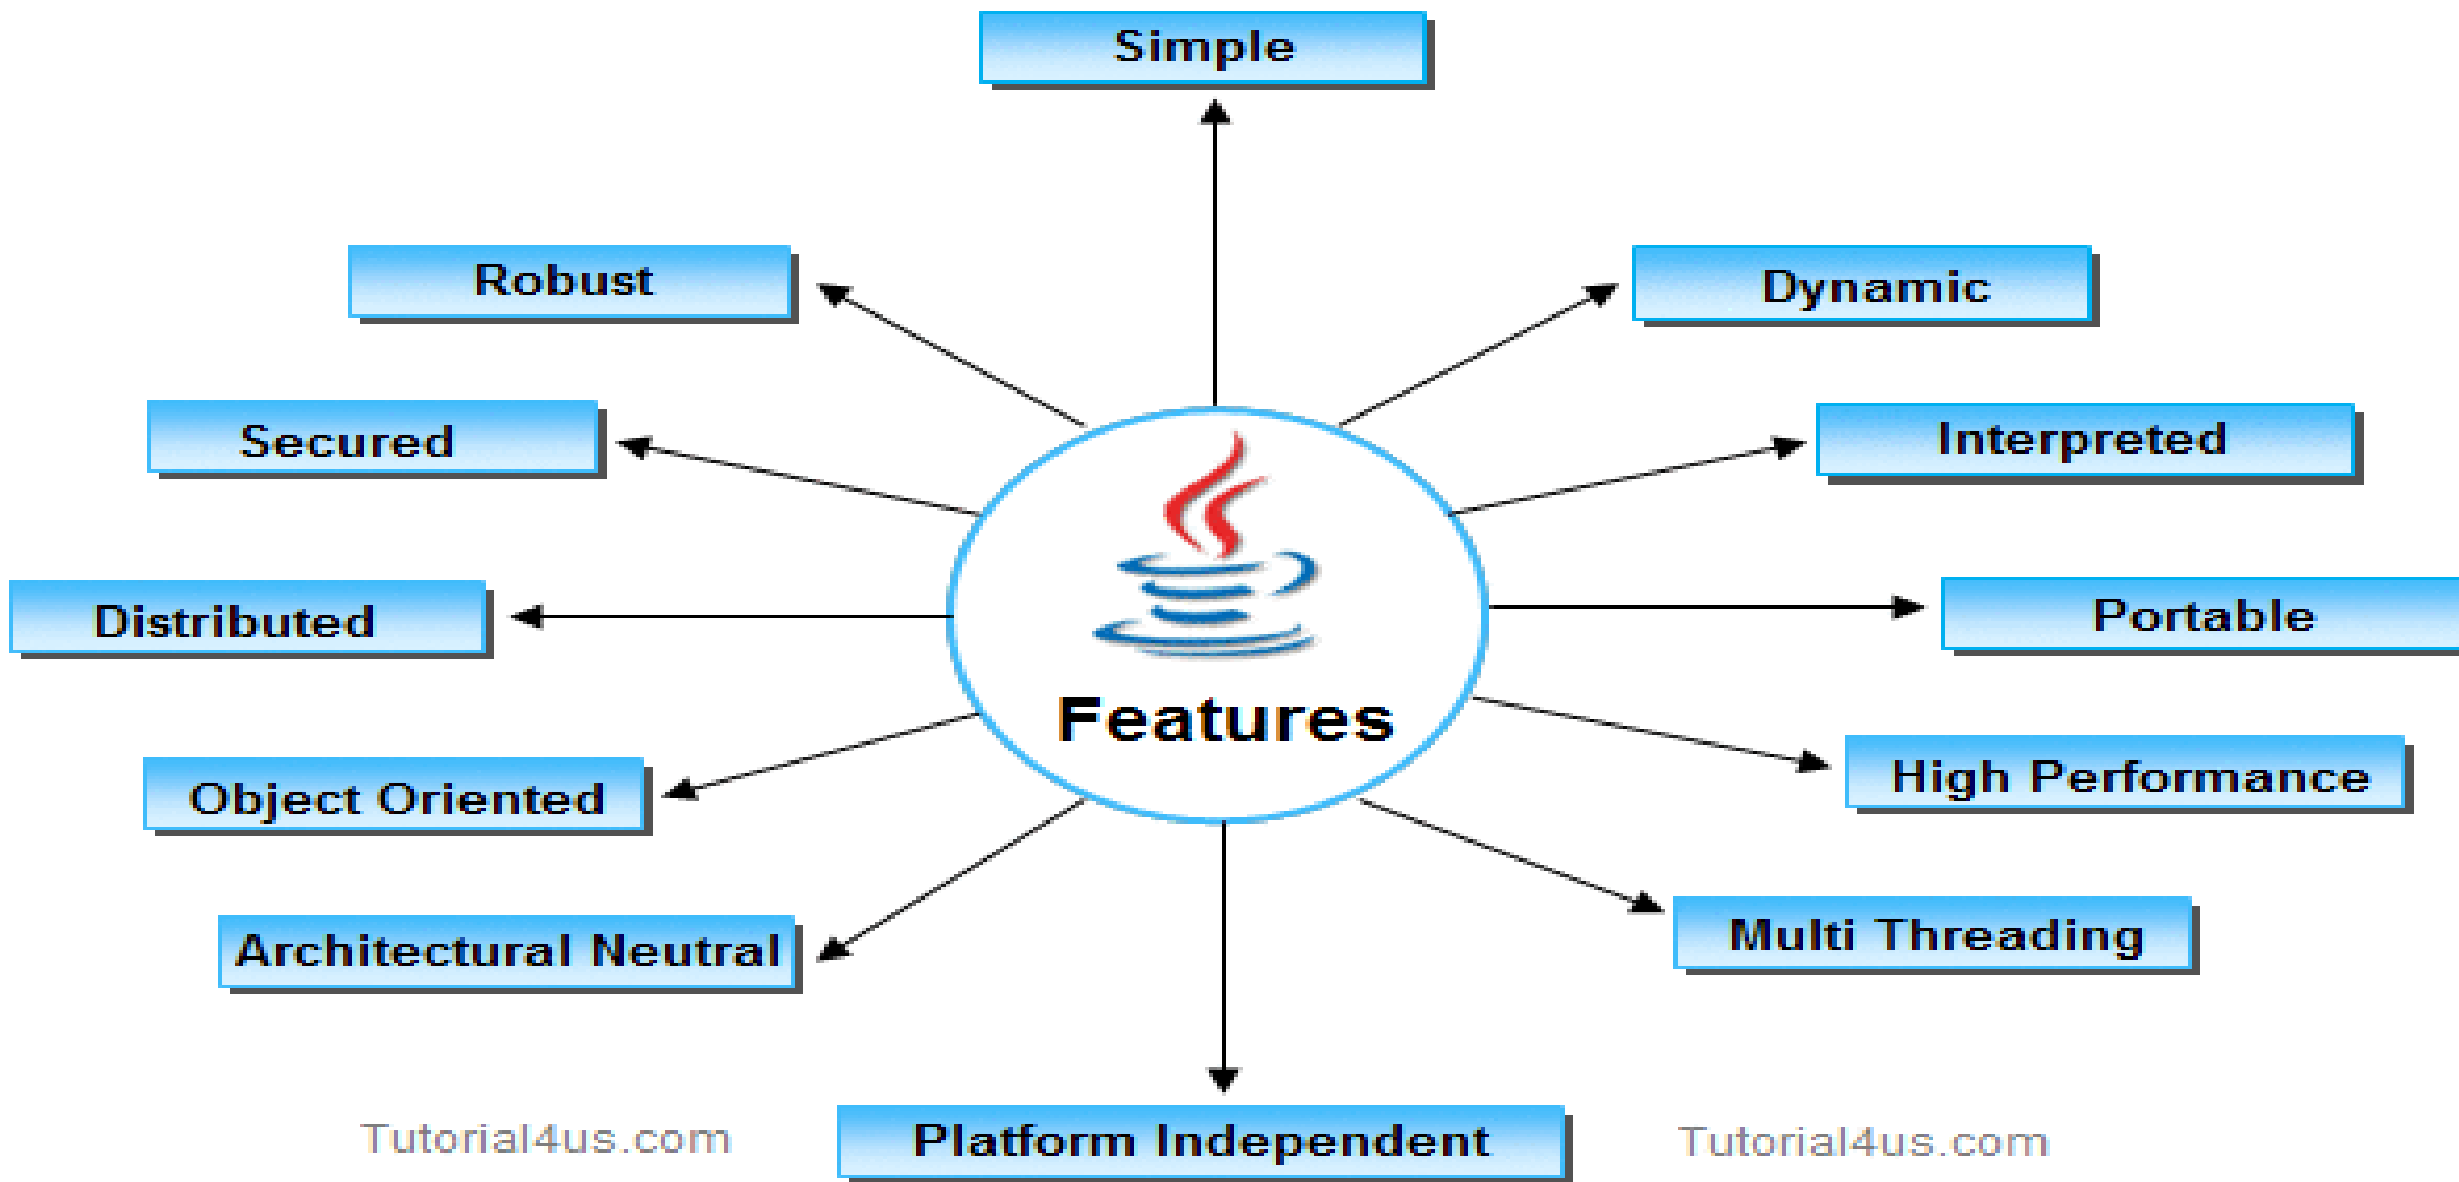 Simple
Robust
Dynamic
Secured
Interpreted
Distributed
Portable
Features
Object Oriented
High Performance
Architectural Neutral
Multi Threading
Tutorial4us.com
Platform Independent
Tutorial4us.com